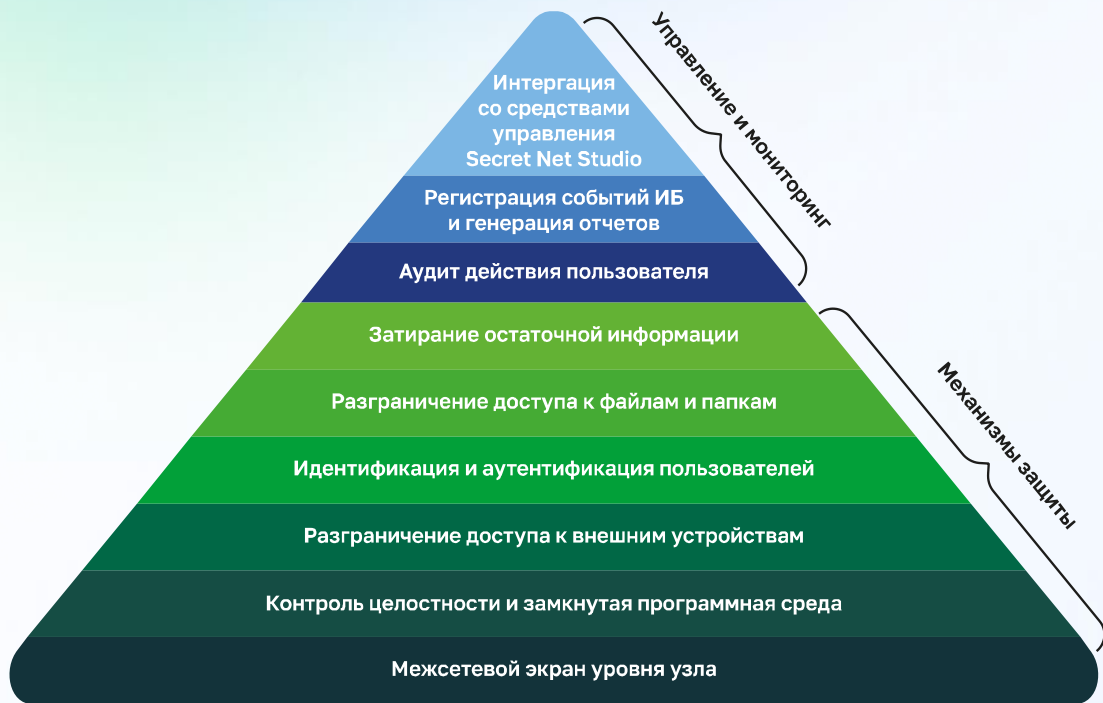 Интергация
со средствами
управления
Secret Net Studio
Регистрация событий ИБ
и генерация отчетов
Аудит действия пользователя
Управление и мониторинг
Затирание остаточной информации
Разграничение доступа к файлам и папкам
Идентификация и аутентификация пользователей
Разграничение доступа к внешним устройствам
Контроль целостности и замкнутая программная среда
Межсетевой экран уровня узла
Механизмы защиты